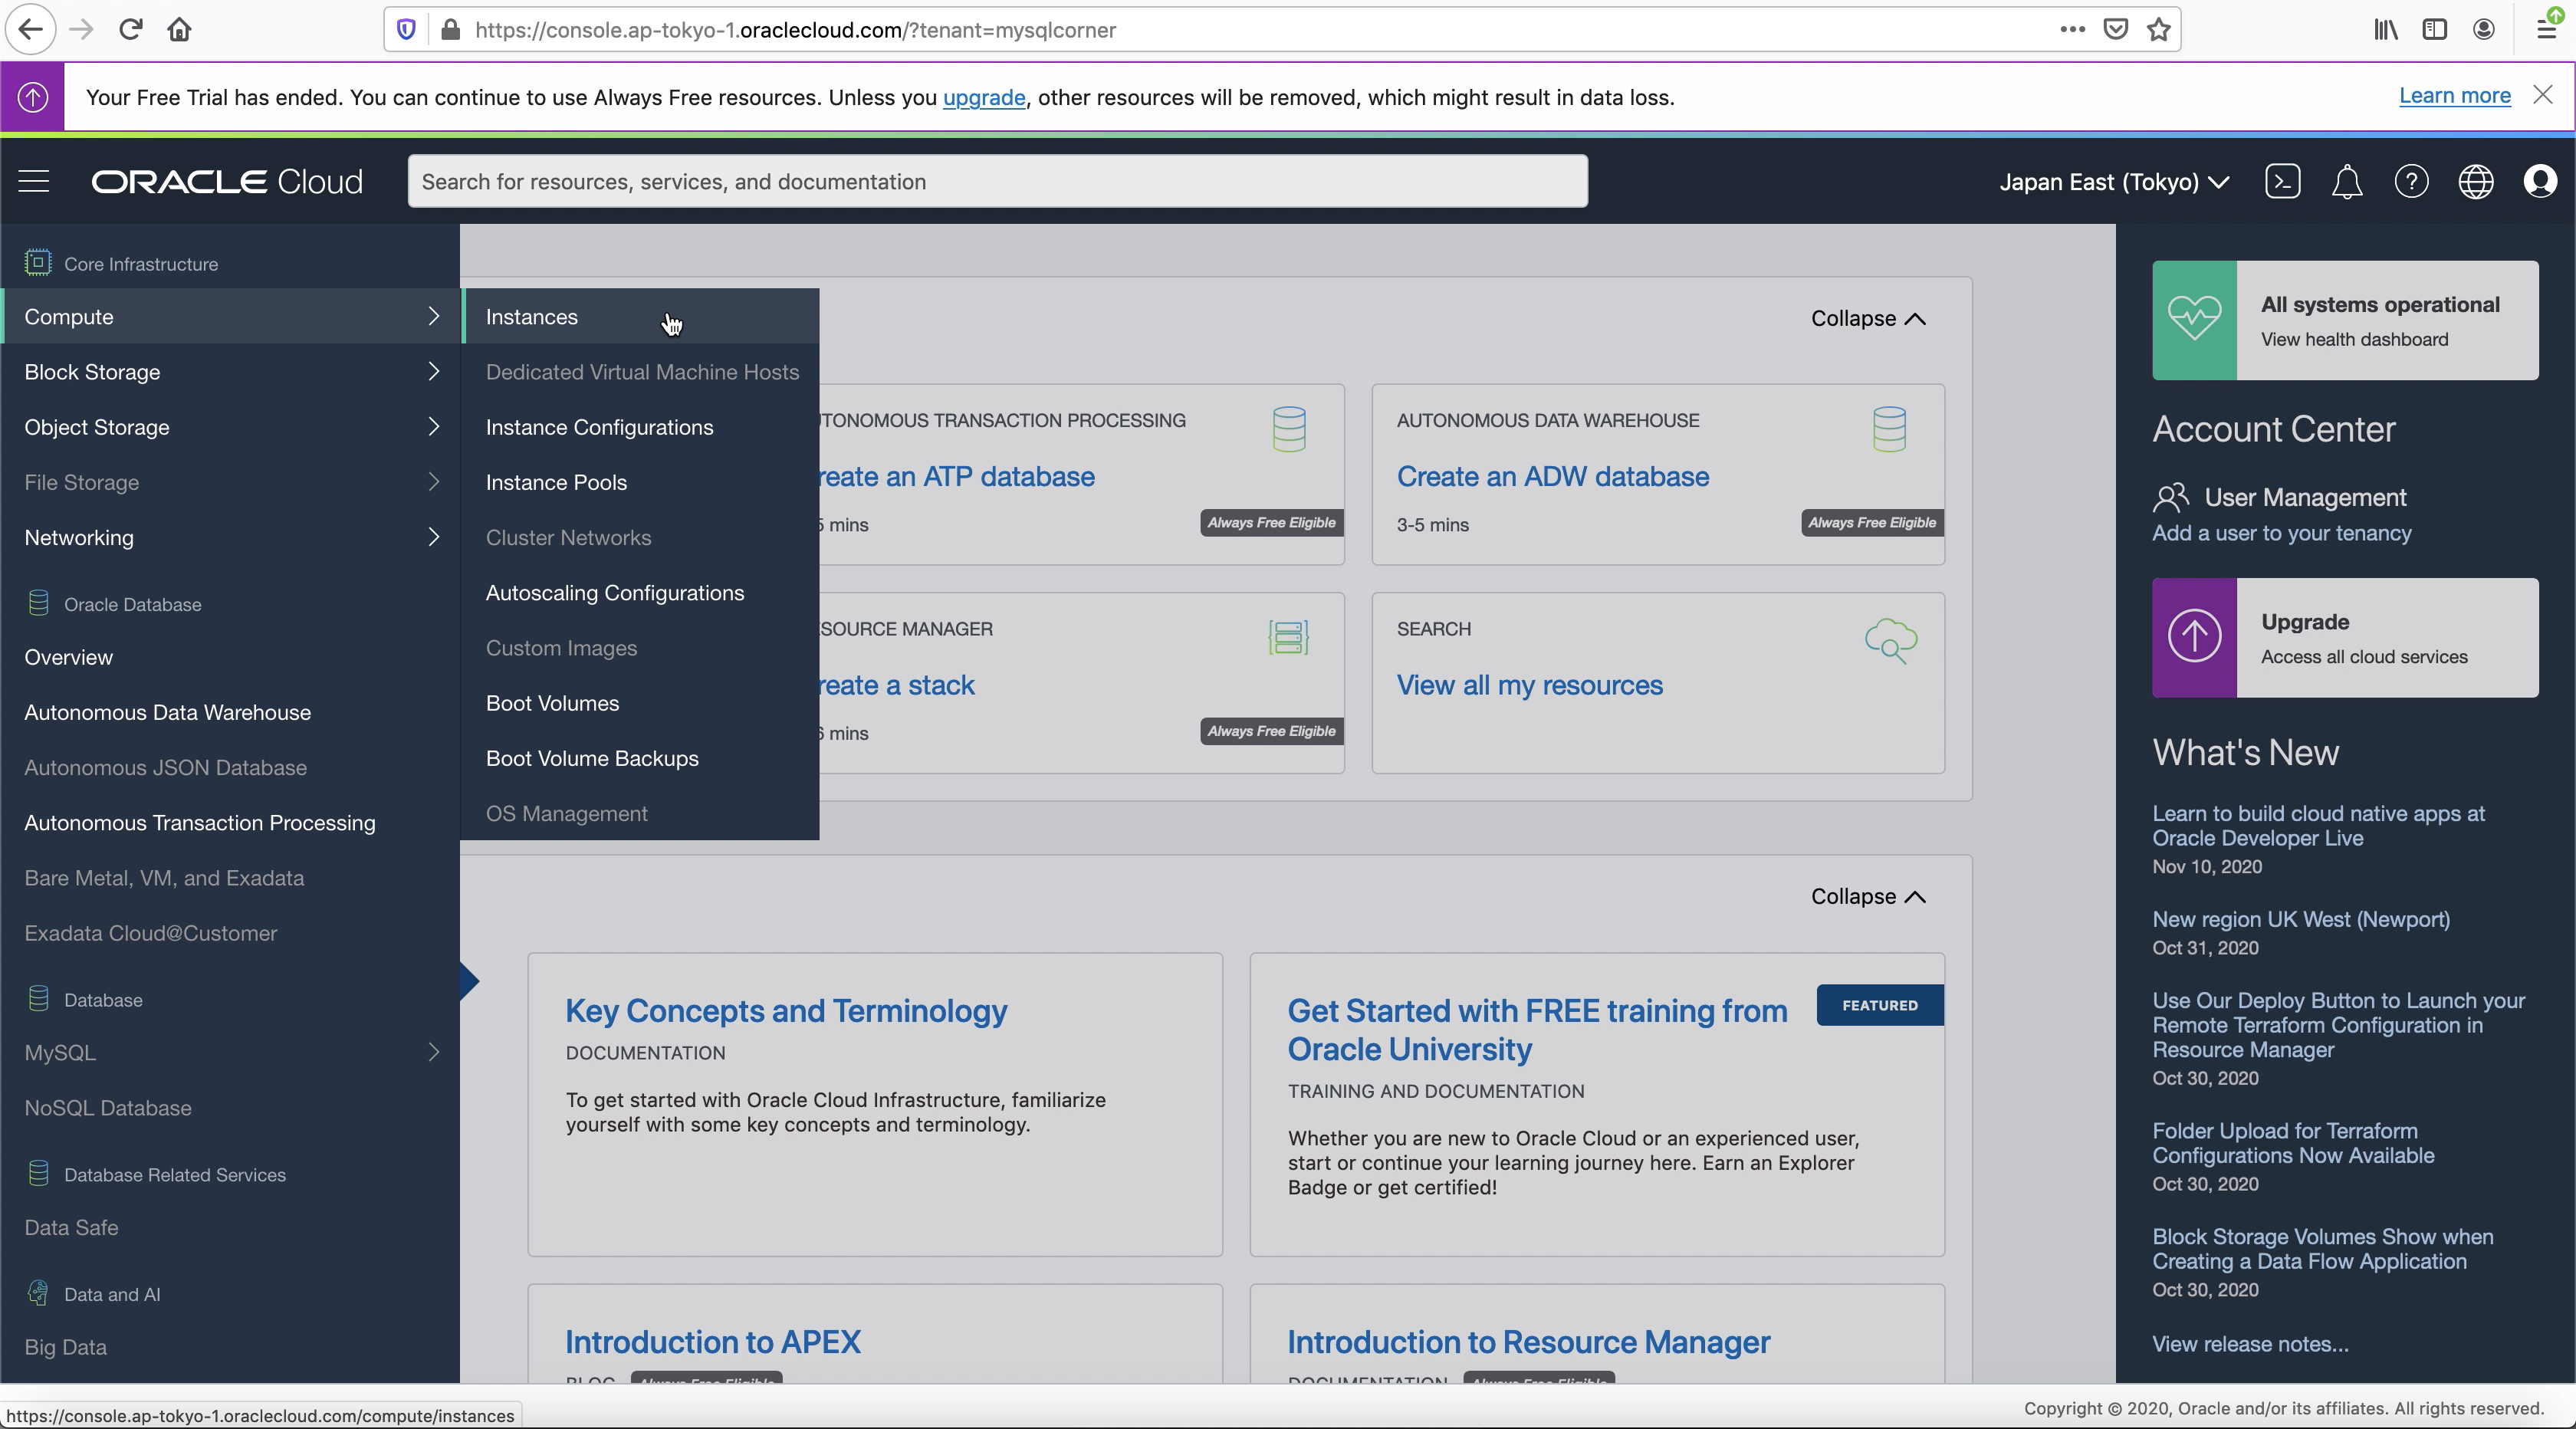 https://console.ap-tokyo-1.oraclecloud.com/?tenant=mysqlcorner
Your Free Trial has ended. You can continue to use Always Free resources. Unless you upgrade, other resources will be removed, which might result in data loss.
Learn more
ORACLE Cloud
Search for resources, services, and documentation
Japan East (Tokyo)
Core Infrastructure
Compute
Block Storage
Object Storage
File Storage
Networking
Oracle Database
Overview
Autonomous Data Warehouse
Autonomous JSON Database
Autonomous Transaction Processing
Bare Metal, VM, and Exadata
Exadata Cloud@Customer
Database
MySQL
NoSQL Database
Database Related Services
Data Safe
Data and AI
Big Data
Instances
Dedicated Virtual Machine Hosts
Instance Configurations
Instance Pools
Cluster Networks
Autoscaling Configurations
Custom Images
Boot Volumes
Boot Volume Backups
OS Management
Collapse
TONOMOUS TRANSACTION PROCESSING
reate an ATP database
5 mins
Always Free Eligible
AUTONOMOUS DATA WAREHOUSE
Create an ADW database
3-5 mins
Always Free Eligible
SOURCE MANAGER
reate a stack
6 mins
Always Free Eligible
SEARCH
View all my resources
Collapse
Key Concepts and Terminology
DOCUMENTATION
To get started with Oracle Cloud Infrastructure, familiarize
yourself with some key concepts and terminology.
FEATURED
Get Started with FREE training from
Oracle University
TRAINING AND DOCUMENTATION
Whether you are new to Oracle Cloud or an experienced user,
start or continue your learning journey here. Earn an Explorer
Badge or get certified!
Introduction to APEX
BLOG Always Free Eligible
Introduction to Resource Manager
DOCUMENTATION Always Free Eligible
All systems operational
View health dashboard
Account Center
User Management
Add a user to your tenancy
Upgrade
Access all cloud services
What's New
Learn to build cloud native apps at
Oracle Developer Live
Nov 10, 2020
New region UK West (Newport)
Oct 31, 2020
Use Our Deploy Button to Launch your
Remote Terraform Configuration in
Resource Manager
Oct 30, 2020
Folder Upload for Terraform
Configurations Now Available
Oct 30, 2020
Block Storage Volumes Show when
Creating a Data Flow Application
Oct 30, 2020
View release notes...
https://console.ap-tokyo-1.oraclecloud.com/compute/instances
Copyright © 2020, Oracle and/or its affiliates. All rights reserved.